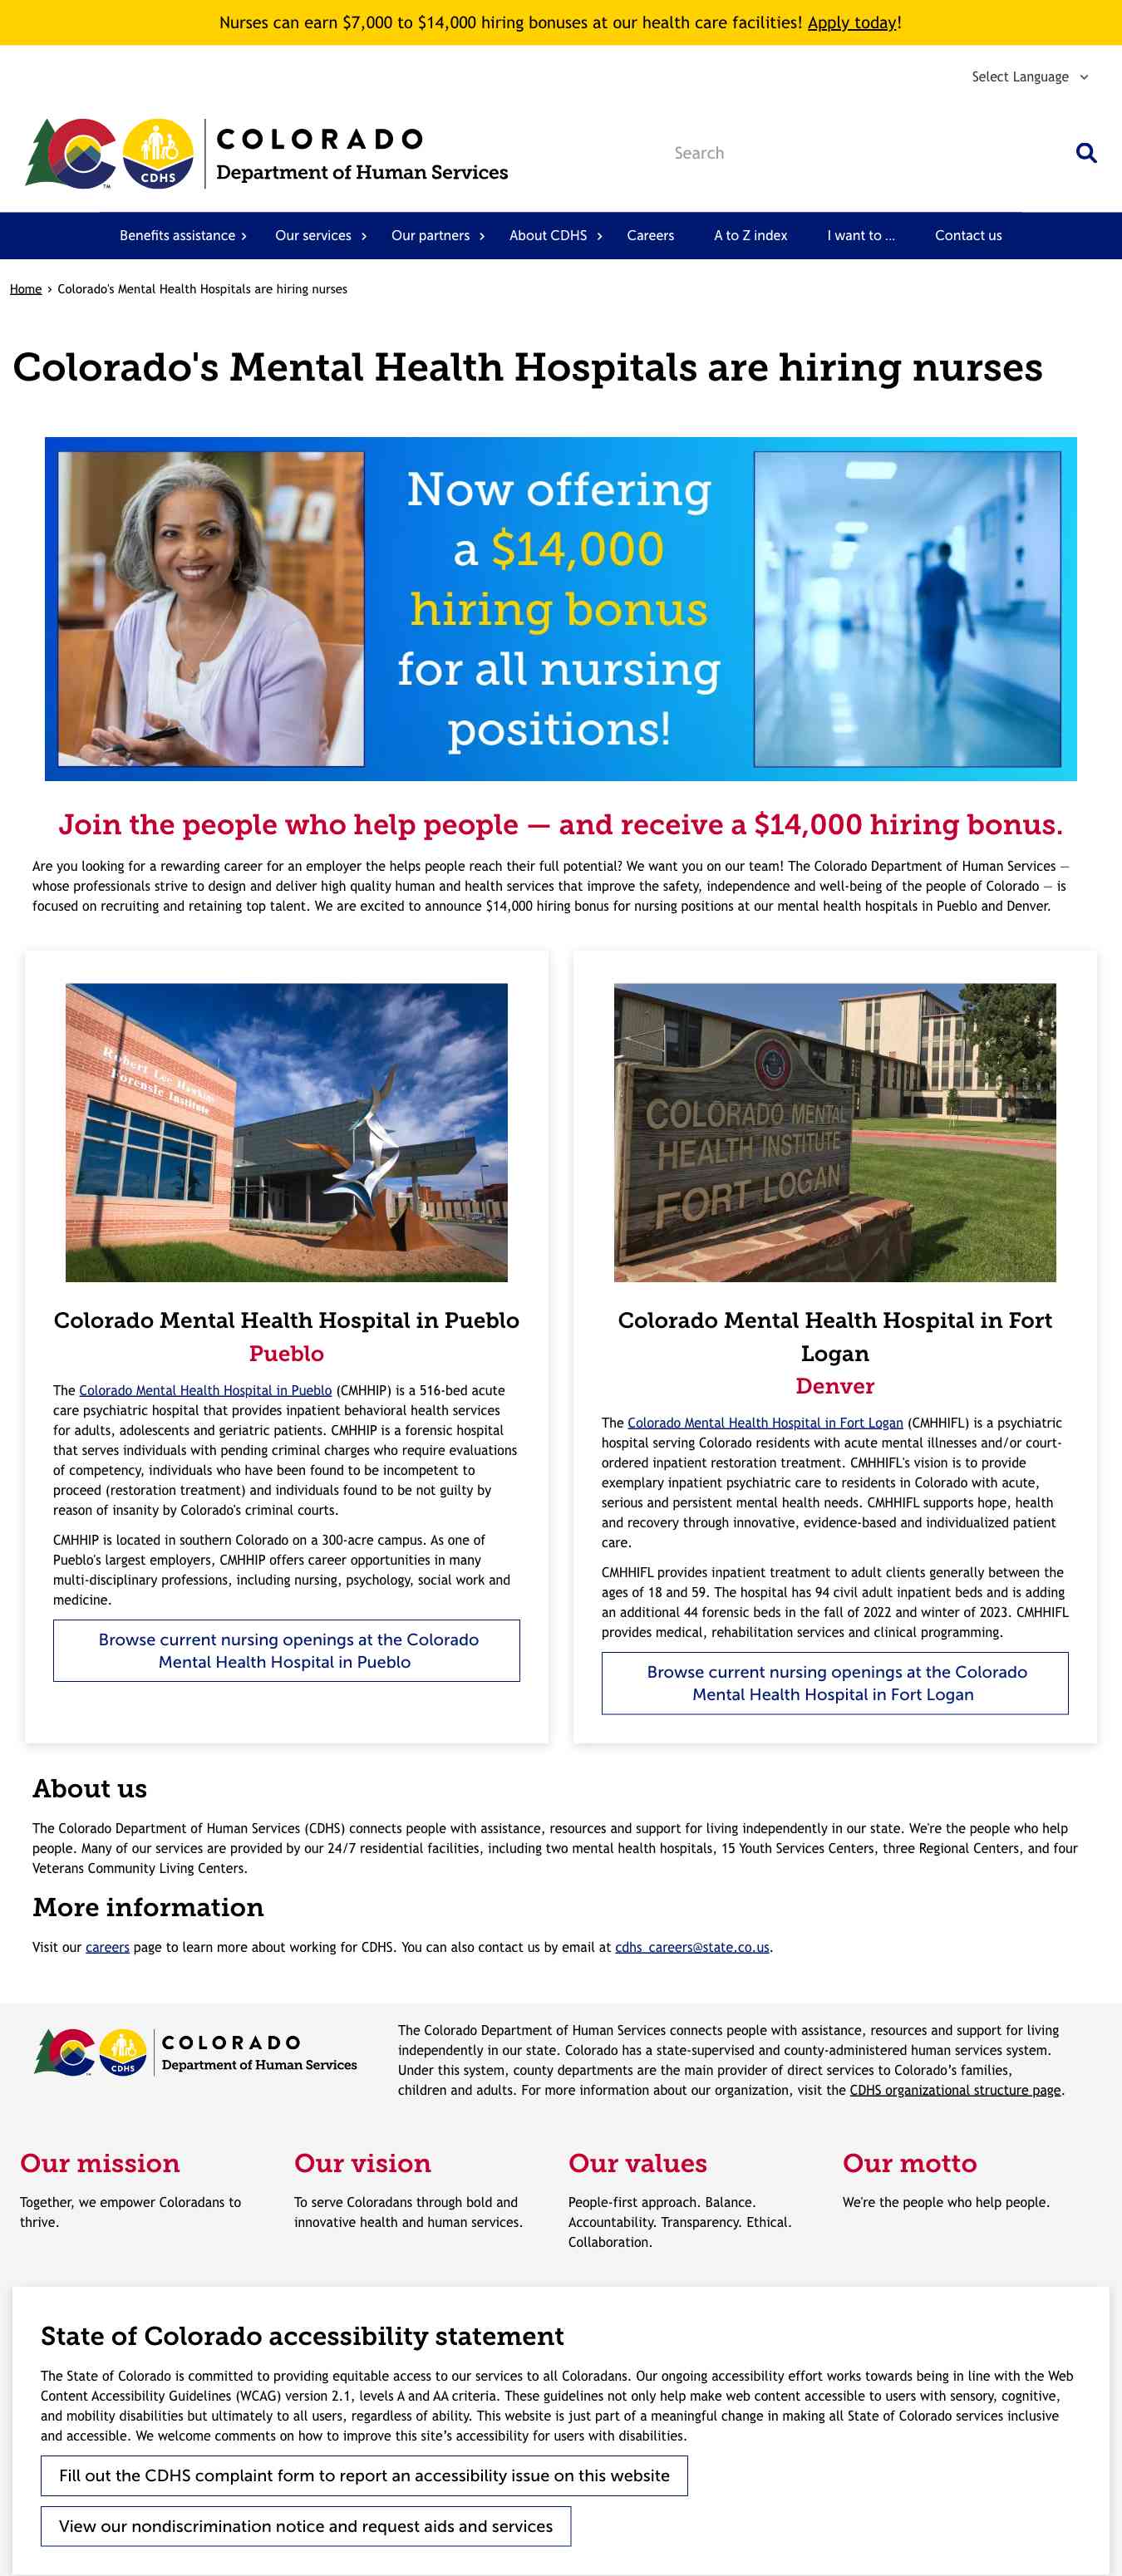 Nurses can earn $7,000 to $14,000 hiring bonuses at our health care facilities! Apply today!
Select Language
CDHS
TM
COLORADO
Department of Human Services
Search
Benefits assistance
Our services
Our partners
About CDHS
Careers
A to Z index
I want to ...
Contact us
Home › Colorado's Mental Health Hospitals are hiring nurses
Colorado's Mental Health Hospitals are hiring nurses
Now offering
a $14,000
hiring bonus
for all nursing
positions!
Join the people who help people — and receive a $14,000 hiring bonus.
Are you looking for a rewarding career for an employer the helps people reach their full potential? We want you on our team! The Colorado Department of Human Services —
whose professionals strive to design and deliver high quality human and health services that improve the safety, independence and well-being of the people of Colorado — is
focused on recruiting and retaining top talent. We are excited to announce $14,000 hiring bonus for nursing positions at our mental health hospitals in Pueblo and Denver.
Robert Lee Hawkins
Forensic Institute
Colorado Mental Health Hospital in Pueblo
Pueblo
The Colorado Mental Health Hospital in Pueblo (CMHHIP) is a 516-bed acute
care psychiatric hospital that provides inpatient behavioral health services
for adults, adolescents and geriatric patients. CMHHIP is a forensic hospital
that serves individuals with pending criminal charges who require evaluations
of competency, individuals who have been found to be incompetent to
proceed (restoration treatment) and individuals found to be not guilty by
reason of insanity by Colorado's criminal courts.
CMHHIP is located in southern Colorado on a 300-acre campus. As one of
Pueblo's largest employers, CMHHIP offers career opportunities in many
multi-disciplinary professions, including nursing, psychology, social work and
medicine.
Browse current nursing openings at the Colorado
Mental Health Hospital in Pueblo
COLORADO MENTAL
HEALTH INSTITUTE
FORT LOGAN
Colorado Mental Health Hospital in Fort
Logan
Denver
The Colorado Mental Health Hospital in Fort Logan (CMHHIFL) is a psychiatric
hospital serving Colorado residents with acute mental illnesses and/or court-
ordered inpatient restoration treatment. CMHHIFL's vision is to provide
exemplary inpatient psychiatric care to residents in Colorado with acute,
serious and persistent mental health needs. CMHHIFL supports hope, health
and recovery through innovative, evidence-based and individualized patient
care.
CMHHIFL provides inpatient treatment to adult clients generally between the
ages of 18 and 59. The hospital has 94 civil adult inpatient beds and is adding
an additional 44 forensic beds in the fall of 2022 and winter of 2023. CMHHIFL
provides medical, rehabilitation services and clinical programming.
Browse current nursing openings at the Colorado
Mental Health Hospital in Fort Logan
About us
The Colorado Department of Human Services (CDHS) connects people with assistance, resources and support for living independently in our state. We're the people who help
people. Many of our services are provided by our 24/7 residential facilities, including two mental health hospitals, 15 Youth Services Centers, three Regional Centers, and four
Veterans Community Living Centers.
More information
Visit our careers page to learn more about working for CDHS. You can also contact us by email at cdhs_careers@state.co.us.
CDHS
COLORADO
Department of Human Services
The Colorado Department of Human Services connects people with assistance, resources and support for living
independently in our state. Colorado has a state-supervised and county-administered human services system.
Under this system, county departments are the main provider of direct services to Colorado’s families,
children and adults. For more information about our organization, visit the CDHS organizational structure page.
Our mission
Together, we empower Coloradans to
thrive.
Our vision
To serve Coloradans through bold and
innovative health and human services.
Our values
People-first approach. Balance.
Accountability. Transparency. Ethical.
Collaboration.
Our motto
We're the people who help people.
State of Colorado accessibility statement
The State of Colorado is committed to providing equitable access to our services to all Coloradans. Our ongoing accessibility effort works towards being in line with the Web
Content Accessibility Guidelines (WCAG) version 2.1, levels A and AA criteria. These guidelines not only help make web content accessible to users with sensory, cognitive,
and mobility disabilities but ultimately to all users, regardless of ability. This website is just part of a meaningful change in making all State of Colorado services inclusive
and accessible. We welcome comments on how to improve this site’s accessibility for users with disabilities.
Fill out the CDHS complaint form to report an accessibility issue on this website
View our nondiscrimination notice and request aids and services